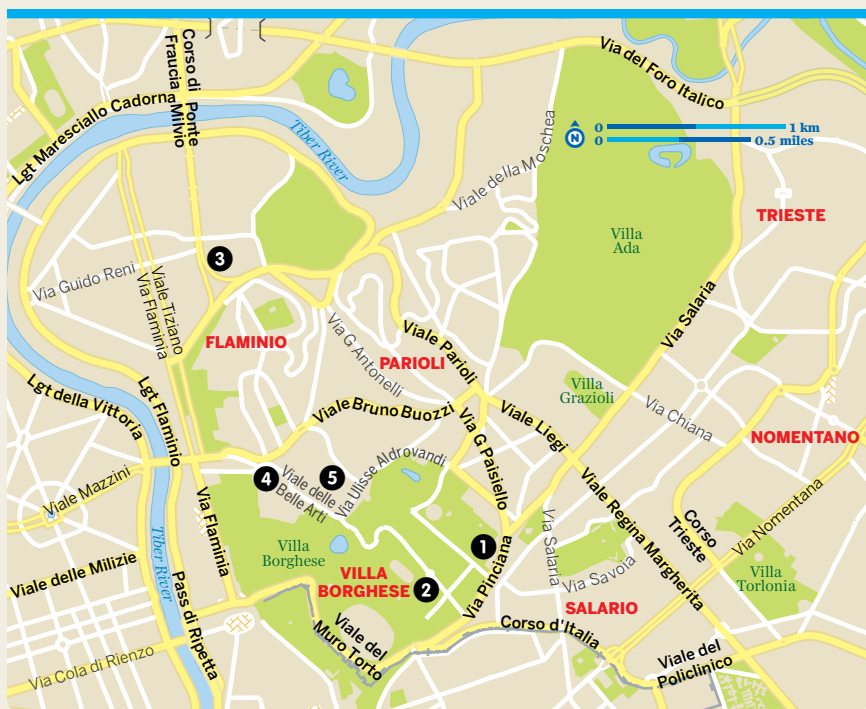 Corso di
Fraucia
Ponte
Milvio
Via del Foro Italico
Lgt Maresciallo Cadorna
Tiber River
0 1 km
N
0 0.5 miles
Viale della Moschea
TRIESTE
Villa
Ada
3
Via Guido Reni
Viale Tiziano
Via Flaminia
Via Salaria
FLAMINIO
Via G Antonelli
Viale Parioli
PARIOLI
Lgt della Vittoria
Lgt Flaminio
Villa
Grazioli
Via Chiana
Viale Bruno Buozzi
Viale Liegi
Via G Paisiello
NOMENTANO
4
Viale delle
Belle Arti
5
Via Ulisse Aldrovandi
Viale Mazzini
Via Flaminia
Viale Regina Margherita
Corso
Trieste
Via Nomentana
Tiber River
Villa
Borghese
1
Via Salaria
Via Savoia
Villa
Torlonia
Viale delle Milizie
Pass di Ripetta
VILLA
BORGHESE
2
Via Pinciana
SALARIO
Viale del
Muro Torto
Corso d'Italia
Via Cola di Rienzo
Viale del
Policlinico